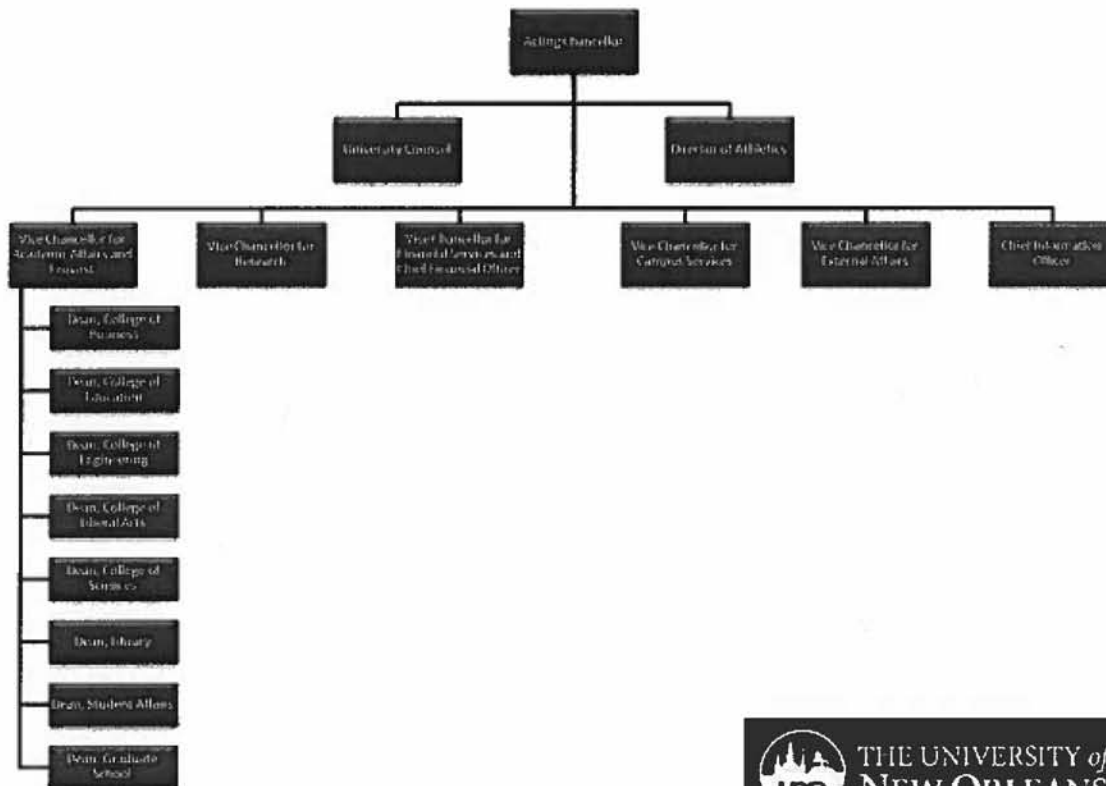 Acting Chancellor
University Counsel
Director of Athletics
Vice Chancellor for
Academic Affairs and
Provost
Vice Chancellor for
Research
Vice Chancellor for
Financial Services and
Chief Financial Officer
Vice Chancellor for
Campus Services
Vice Chancellor for
External Affairs
Chief Information
Officer
Dean, College of
Business
Dean, College of
Education
Dean, College of
Engineering
Dean, College of
Liberal Arts
Dean, College of
Sciences
Dean, Library
Dean, Student Affairs
Dean, Graduate
School
THE UNIVERSITY of
NEW ORLEANS